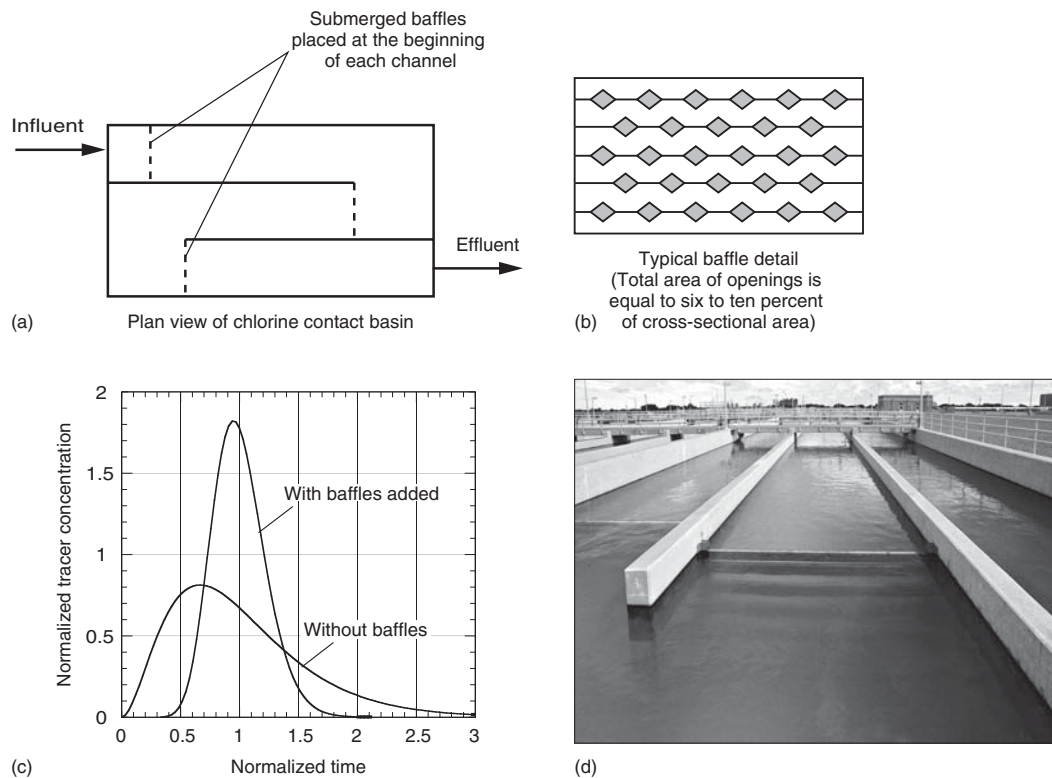 (a)
Submerged baffles
placed at the beginning
of each channel
Influent
Effluent
Plan view of chlorine contact basin
(b)
Typical baffle detail
(Total area of openings is
equal to six to ten percent
of cross-sectional area)
(c)
Normalized tracer concentration
2
1.5
1
0.5
0
With baffles added
Without baffles
0 0.5 1 1.5 2 2.5 3
Normalized time
(d)